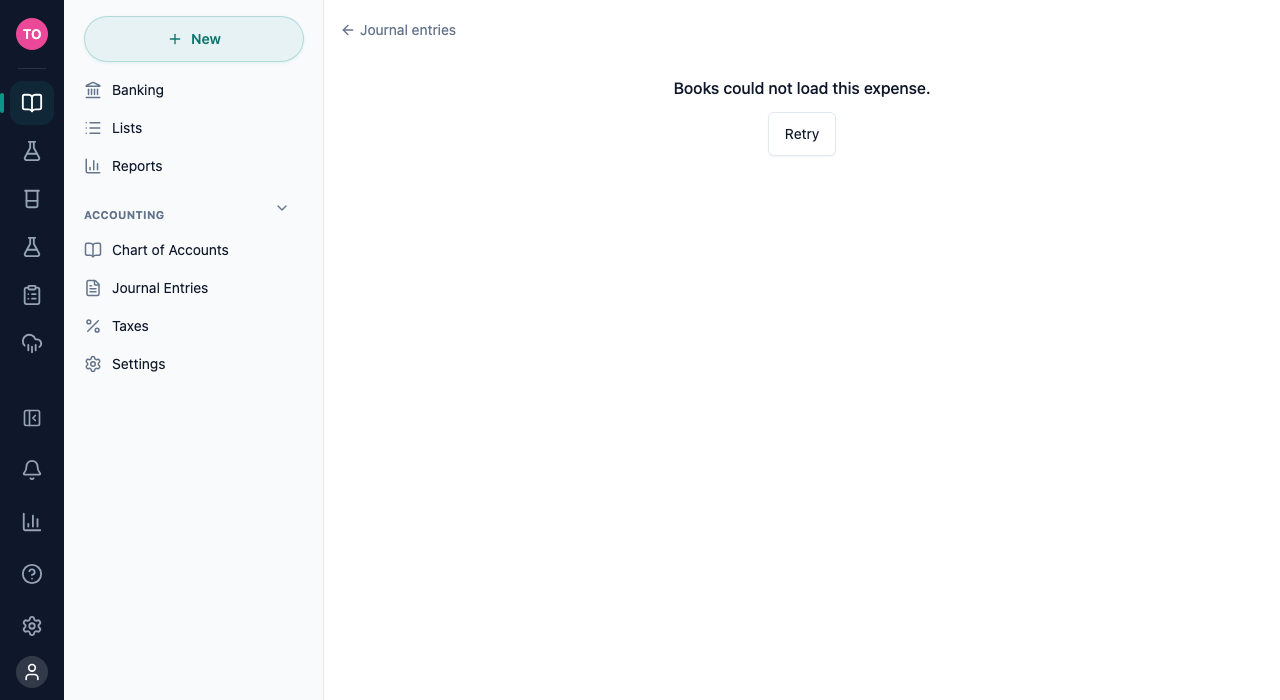 TO
New
Banking
Lists
Reports
ACCOUNTING
Chart of Accounts
Journal Entries
Taxes
Settings
Journal entries
Books could not load this expense.
Retry